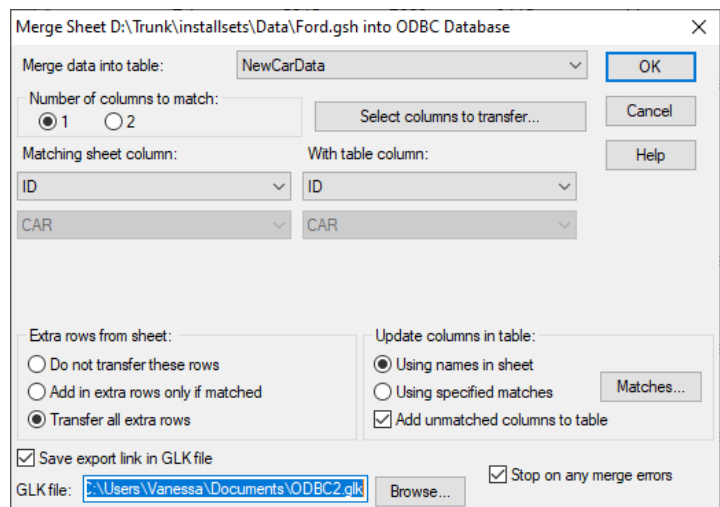 Merge Sheet D:\Trunk\installsets\Data\Ford.gsh into ODBC Database
Merge data into table: NewCarData OK
Number of columns to match:
1 2 Select columns to transfer... Cancel
Matching sheet column: With table column: Help
ID ID
CAR CAR
Extra rows from sheet: Update columns in table:
Do not transfer these rows Using names in sheet
Add in extra rows only if matched Using specified matches Matches...
Transfer all extra rows Add unmatched columns to table
Save export link in GLK file Stop on any merge errors
GLK file: C:\Users\Vanessa\Documents\ODBC2.glk Browse...